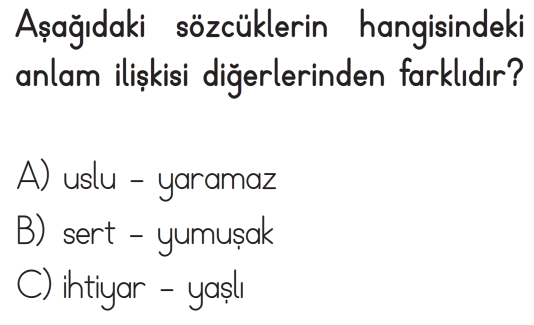 Aşağıdaki sözcüklerin hangisindeki
anlam ilişkisi diğerlerinden farklıdır?
A) uslu - yaramaz
B) sert - yumuşak
C) ihtiyar - yaşlı